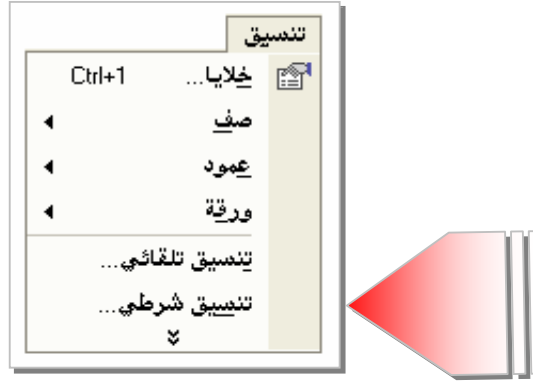 تنسيق
خلايا... Ctrl+1
صف
عمود
ورقة
تنسيق تلقائي...
تنسيق شرطي...